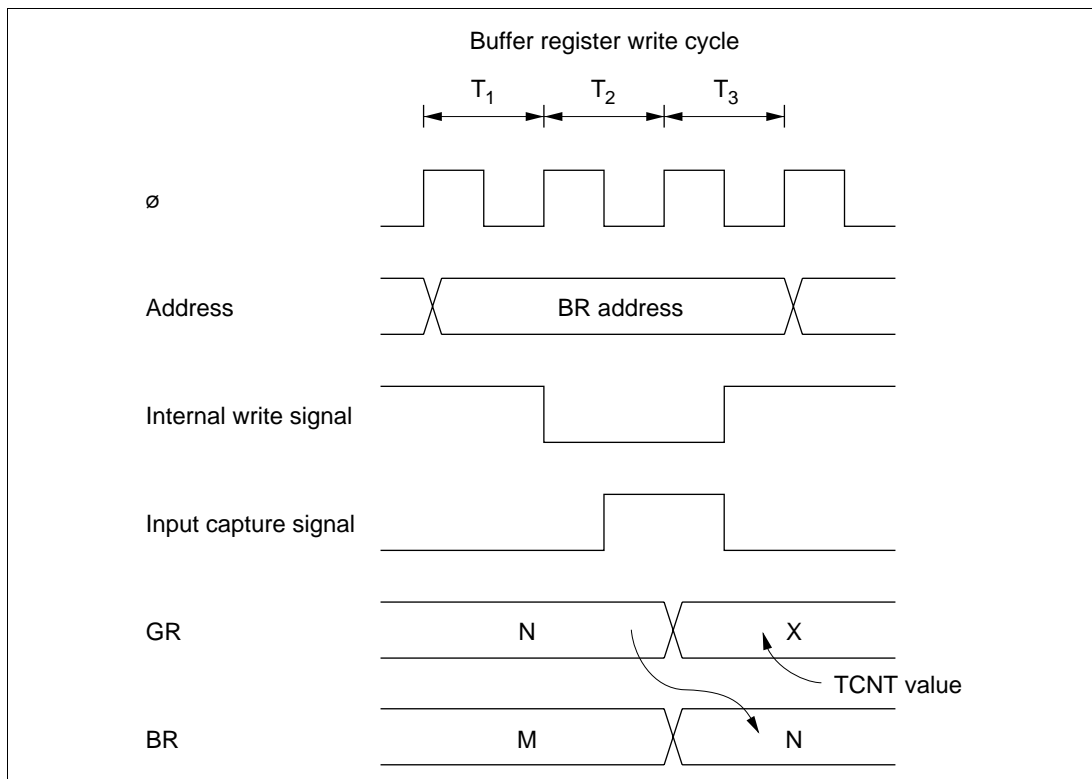 Buffer register write cycle
T1 T2 T3
ø
Address BR address
Internal write signal
Input capture signal
GR N X
TCNT value
BR M N